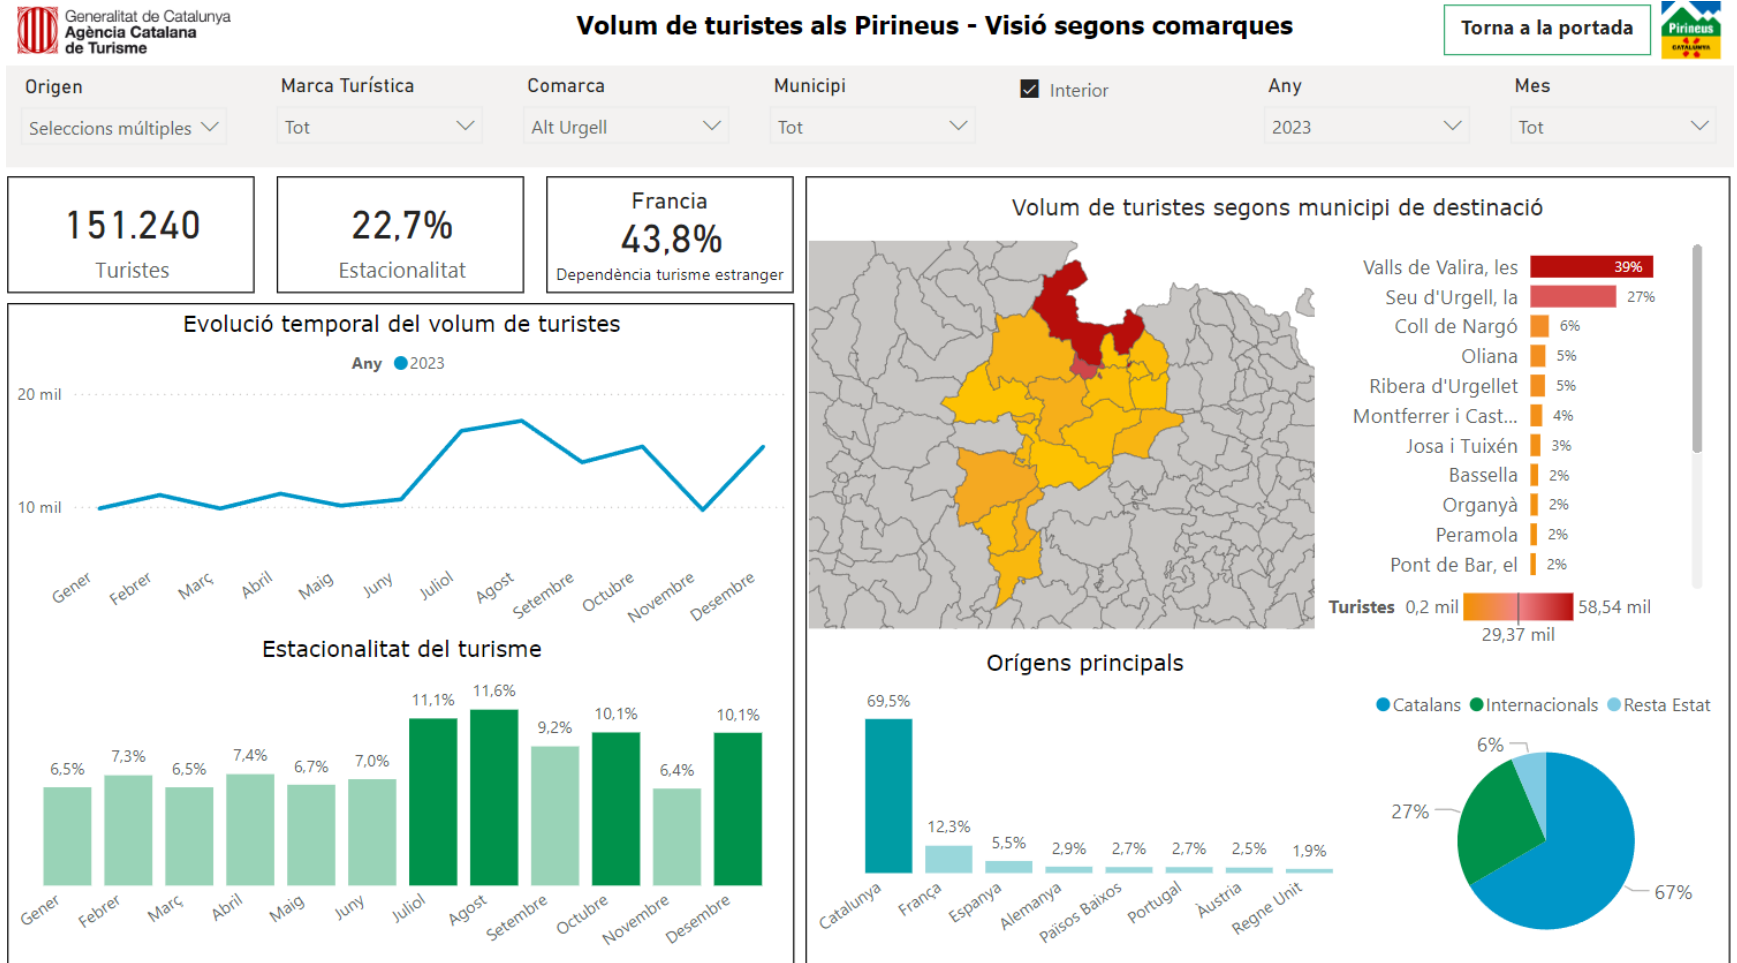 Generalitat de Catalunya
Agència Catalana
de Turisme
Volum de turistes als Pirineus - Visió segons comarques
Torna a la portada
Pirineus
CATALUNYA
Origen
Seleccions múltiples
Marca Turística
Tot
Comarca
Alt Urgell
Municipi
Tot
Interior
Any
2023
Mes
Tot
151.240
Turistes
22,7%
Estacionalitat
Francia
43,8%
Dependència turisme estranger
Evolució temporal del volum de turistes
Any 2023
20 mil
10 mil
Gener Febrer Març Abril Maig Juny Juliol Agost Setembre Octubre Novembre Desembre
Estacionalitat del turisme
6,5% 7,3% 6,5% 7,4% 6,7% 7,0% 11,1% 11,6% 9,2% 10,1% 6,4% 10,1%
Gener Febrer Març Abril Maig Juny Juliol Agost Setembre Octubre Novembre Desembre
Volum de turistes segons municipi de destinació
Valls de Valira, les 39%
Seu d'Urgell, la 27%
Coll de Nargó 6%
Oliana 5%
Ribera d'Urgellet 5%
Montferrer i Cast... 4%
Josa i Tuixén 3%
Bassella 2%
Organyà 2%
Peramola 2%
Pont de Bar, el 2%
Turistes 0,2 mil 58,54 mil
29,37 mil
Orígens principals
69,5% 12,3% 5,5% 2,9% 2,7% 2,7% 2,5% 1,9%
Catalunya França Espanya Alemanya Països Baixos Portugal Àustria Regne Unit
Catalans Internacionals Resta Estat
6%
27%
67%